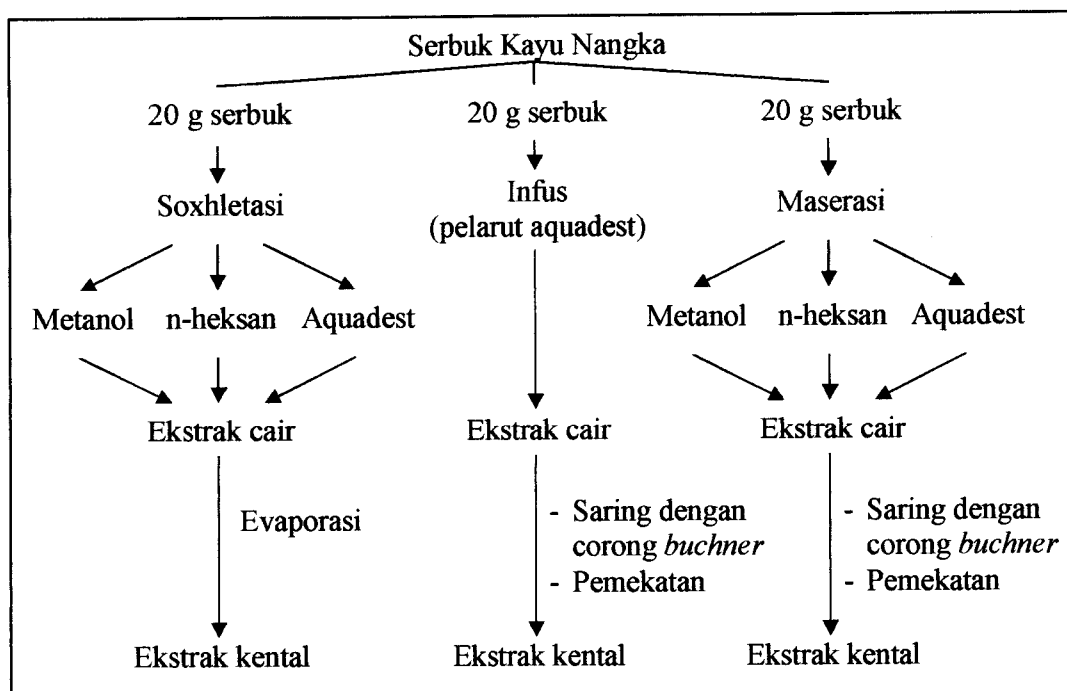 Serbuk Kayu Nangka
20 g serbuk
20 g serbuk
20 g serbuk
Soxhletasi
Infus
(pelarut aquadest)
Maserasi
Metanol
n-heksan
Aquadest
Metanol
n-heksan
Aquadest
Ekstrak cair
Ekstrak cair
Ekstrak cair
Evaporasi
- Saring dengan
corong buchner
- Pemekatan
- Saring dengan
corong buchner
- Pemekatan
Ekstrak kental
Ekstrak kental
Ekstrak kental